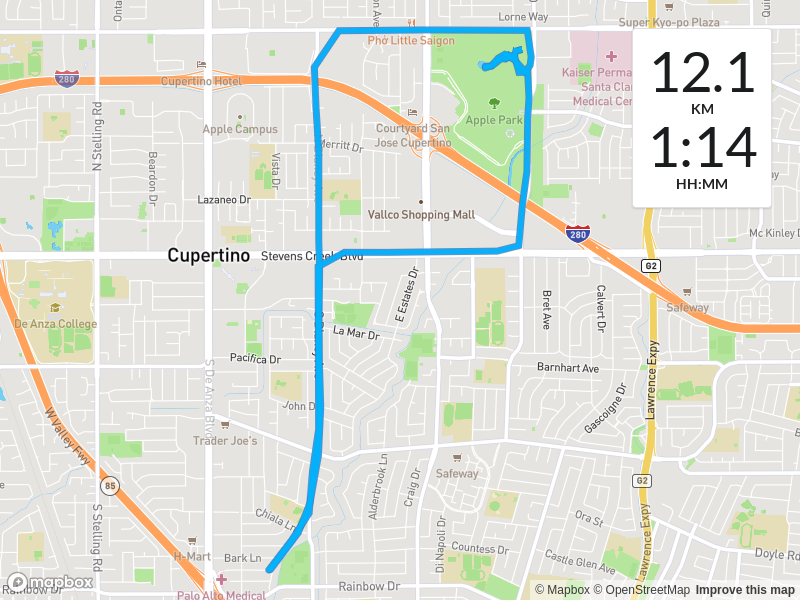 Lorne Way
Super Kyo-po Plaza
Phở Little Saigon
280
Cupertino Hotel
Kaiser Perma
Santa Clar
Medical Cen
12.1
KM
1:14
HH:MM
Apple Campus
Courtyard San
Jose Cupertino
Apple Park
N Stelling Rd
Merritt Dr
Vista Dr
Beardon Dr
Lazaneo Dr
Vallco Shopping Mall
280
Mc Kinley D
Cupertino
Stevens Creek Blvd
G2
E Estates Dr
Bret Ave
Calvert Dr
Safeway
De Anza College
La Mar Dr
Pacifica Dr
Barnhart Ave
S De Anza Blvd
Lawrence Expy
John D
Gascoigne Dr
W Valley Fwy
Trader Joe's
Safeway
Alderbrook Ln
Craig Dr
85
G2
S Stelling Rd
Chiala Ln
Ora St
H-Mart
Bark Ln
Di Napoli Dr
Countess Dr
Lawrence Expy
Doyle Rd
Castle Glen Ave
Palo Alto Medical
Rainbow Dr
Rainbow Dr
mapbox
© Mapbox © OpenStreetMap Improve this map